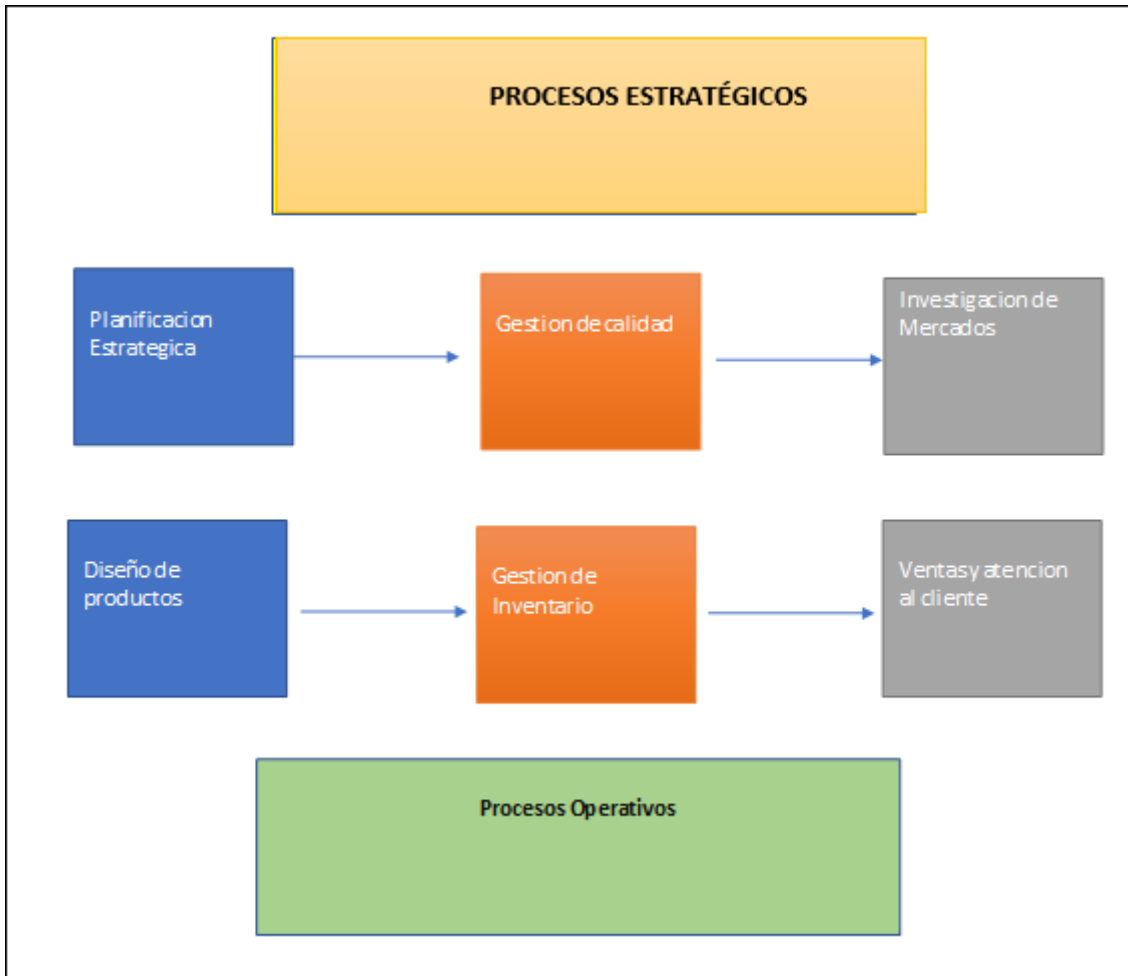 PROCESOS ESTRATÉGICOS
Planificacion
Estrategica
Gestion de calidad
Investigacion de
Mercados
Diseño de
productos
Gestion de
Inventario
Ventas y atencion
al cliente
Procesos Operativos